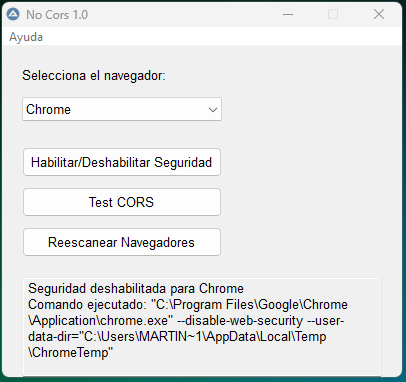 No Cors 1.0
Ayuda
Selecciona el navegador:
Chrome
Habilitar/Deshabilitar Seguridad
Test CORS
Reescanear Navegadores
Seguridad deshabilitada para Chrome
Comando ejecutado: "C:\Program Files\Google\Chrome
\Application\chrome.exe" --disable-web-security --user-
data-dir="C:\Users\MARTIN~1\AppData\Local\Temp
\ChromeTemp"